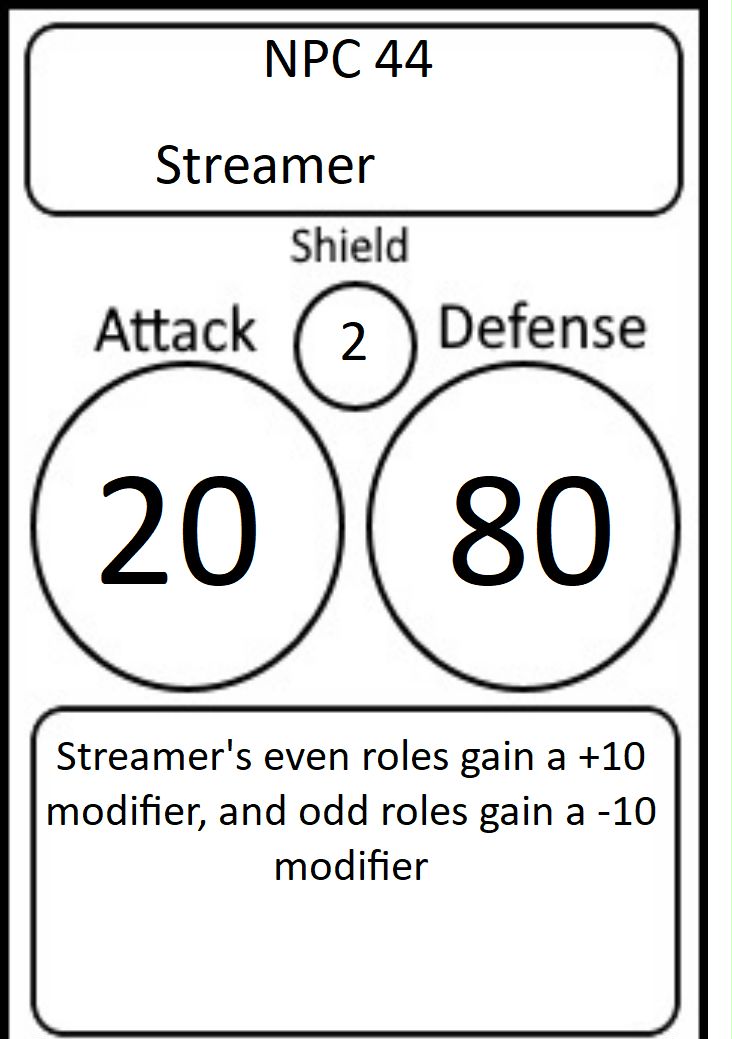 NPC 44
Streamer
Shield
Attack
2
Defense
20
80
Streamer's even roles gain a +10
modifier, and odd roles gain a -10
modifier